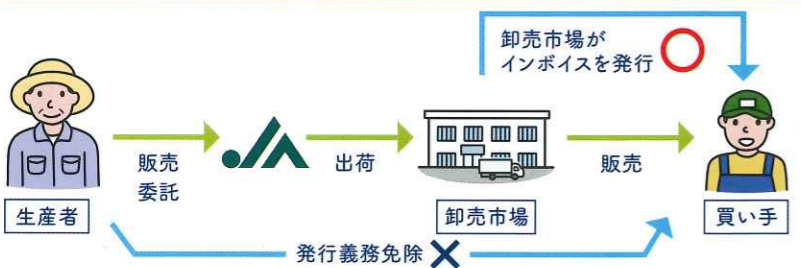 卸売市場が
インボイスを発行
販売
委託
出荷
販売
生産者
卸売市場
買い手
発行義務免除